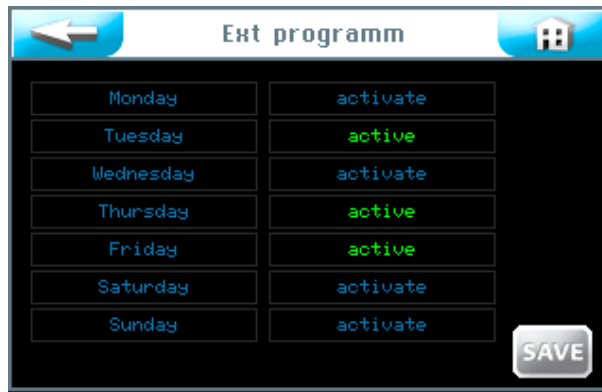 Ext programm
Monday activate
Tuesday active
Wednesday activate
Thursday active
Friday active
Saturday activate
Sunday activate
SAVE